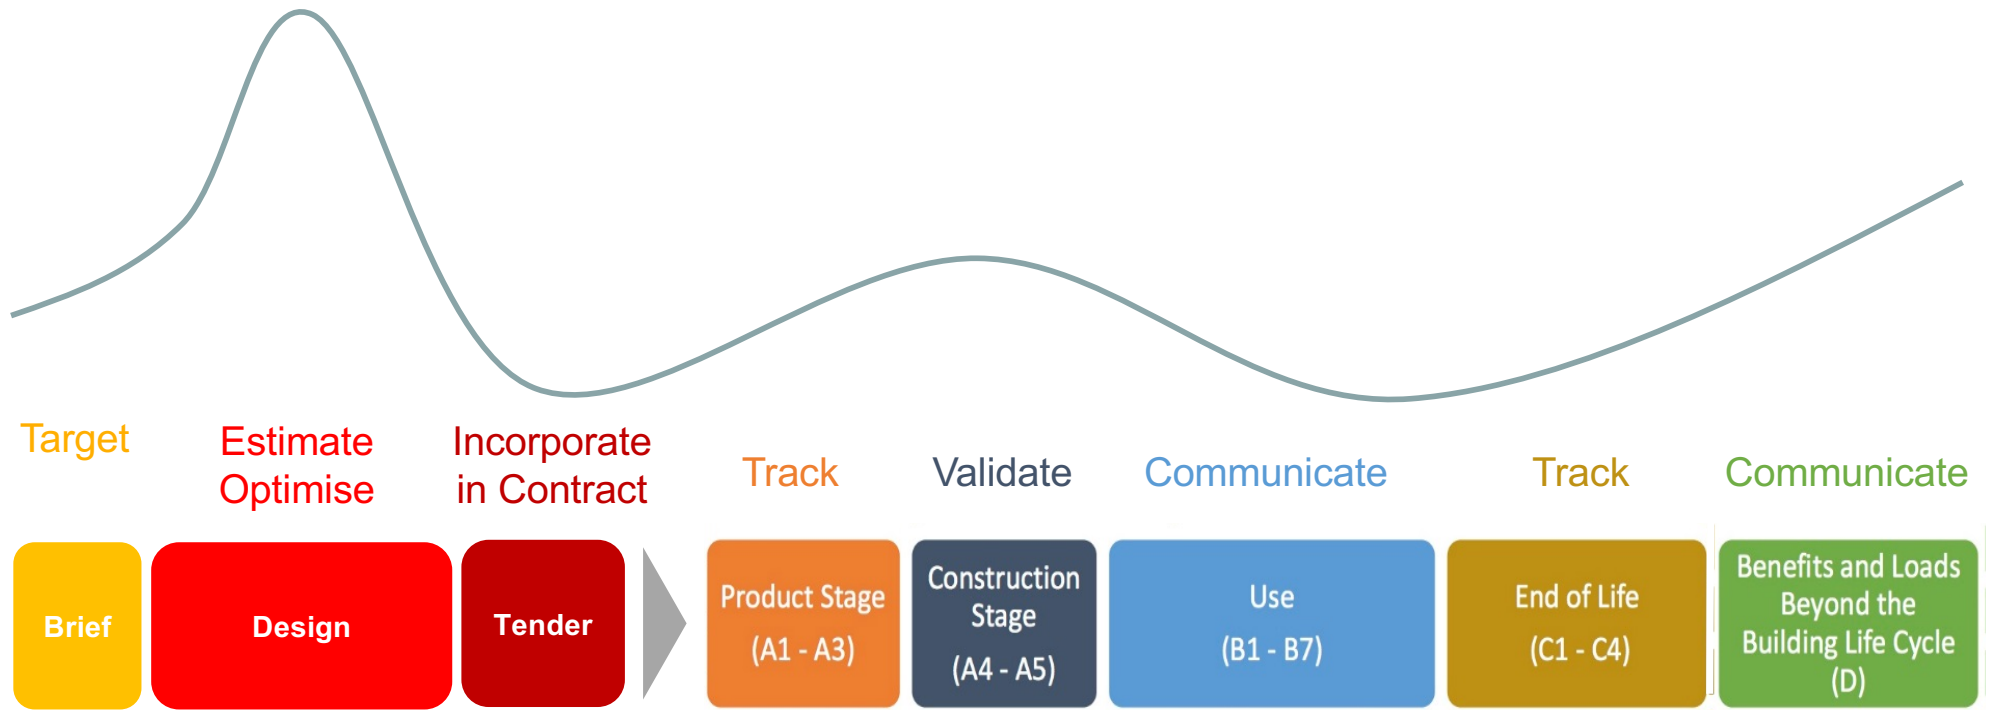 Target
Estimate
Optimise
Incorporate
in Contract
Track
Validate
Communicate
Track
Communicate
Brief
Design
Tender
Product Stage
(A1 - A3)
Construction
Stage
(A4 - A5)
Use
(B1 - B7)
End of Life
(C1 - C4)
Benefits and Loads
Beyond the
Building Life Cycle
(D)